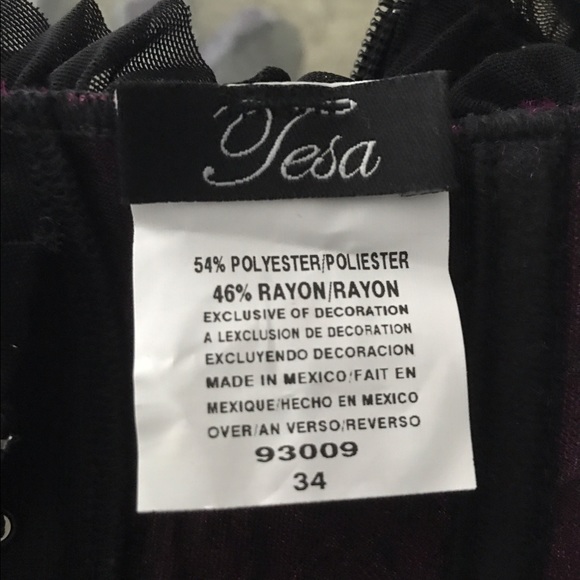 Tesa
54% POLYESTER/POLIESTER
46% RAYON/RAYON
EXCLUSIVE OF DECORATION
A LEXCLUSION DE DECORATION
EXCLUYENDO DECORACION
MADE IN MEXICO/FAIT EN
MEXIQUE/HECHO EN MEXICO
OVER/AN VERSO/REVERSO
93009
34